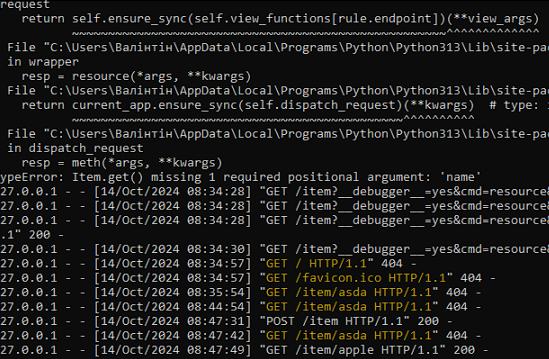 request
return self.ensure_sync(self.view_functions[rule.endpoint])(**view_args)
~~~~~~~~~~~~~~~~~~~~~~~~~~~~~~~~~~~~~~~~~~~~~~~~~~~~^^^^^^^^^^^^^
File "C:\Users\Валінтін\AppData\Local\Programs\Python\Python313\Lib\site-pac
in wrapper
resp = resource(*args, **kwargs)
File "C:\Users\Валінтін\AppData\Local\Programs\Python\Python313\Lib\site-pac
return current_app.ensure_sync(self.dispatch_request)(**kwargs)  # type: i
~~~~~~~~~~~~~~~~~~~~~~~~~~~~~~~~~~~~~~~~~~~~~~^^^^^^^^^^
File "C:\Users\Валінтін\AppData\Local\Programs\Python\Python313\Lib\site-pac
in dispatch_request
resp = meth(*args, **kwargs)
ypeError: Item.get() missing 1 required positional argument: 'name'
27.0.0.1 - - [14/Oct/2024 08:34:28] "GET /item?__debugger__=yes&cmd=resource&
27.0.0.1 - - [14/Oct/2024 08:34:28] "GET /item?__debugger__=yes&cmd=resource&
27.0.0.1 - - [14/Oct/2024 08:34:28] "GET /item?__debugger__=yes&cmd=resource&
.1" 200 -
27.0.0.1 - - [14/Oct/2024 08:34:30] "GET /item?__debugger__=yes&cmd=resource&
27.0.0.1 - - [14/Oct/2024 08:34:57] "GET / HTTP/1.1" 404 -
27.0.0.1 - - [14/Oct/2024 08:34:57] "GET /favicon.ico HTTP/1.1" 404 -
27.0.0.1 - - [14/Oct/2024 08:35:54] "GET /item/asda HTTP/1.1" 404 -
27.0.0.1 - - [14/Oct/2024 08:44:54] "GET /item/asda HTTP/1.1" 404 -
27.0.0.1 - - [14/Oct/2024 08:47:31] "POST /item HTTP/1.1" 200 -
27.0.0.1 - - [14/Oct/2024 08:47:42] "GET /item/asda HTTP/1.1" 404 -
27.0.0.1 - - [14/Oct/2024 08:47:49] "GET /item/apple HTTP/1.1" 200 -